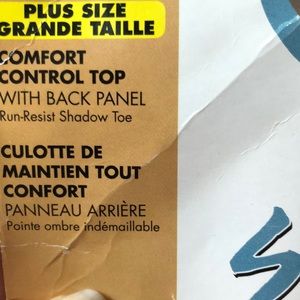 PLUS SIZE
GRANDE TAILLE
COMFORT
CONTROL TOP
WITH BACK PANEL
Run-Resist Shadow Toe
CULOTTE DE
MAINTIEN TOUT
CONFORT
PANNEAU ARRIÈRE
Pointe ombre indémaillable